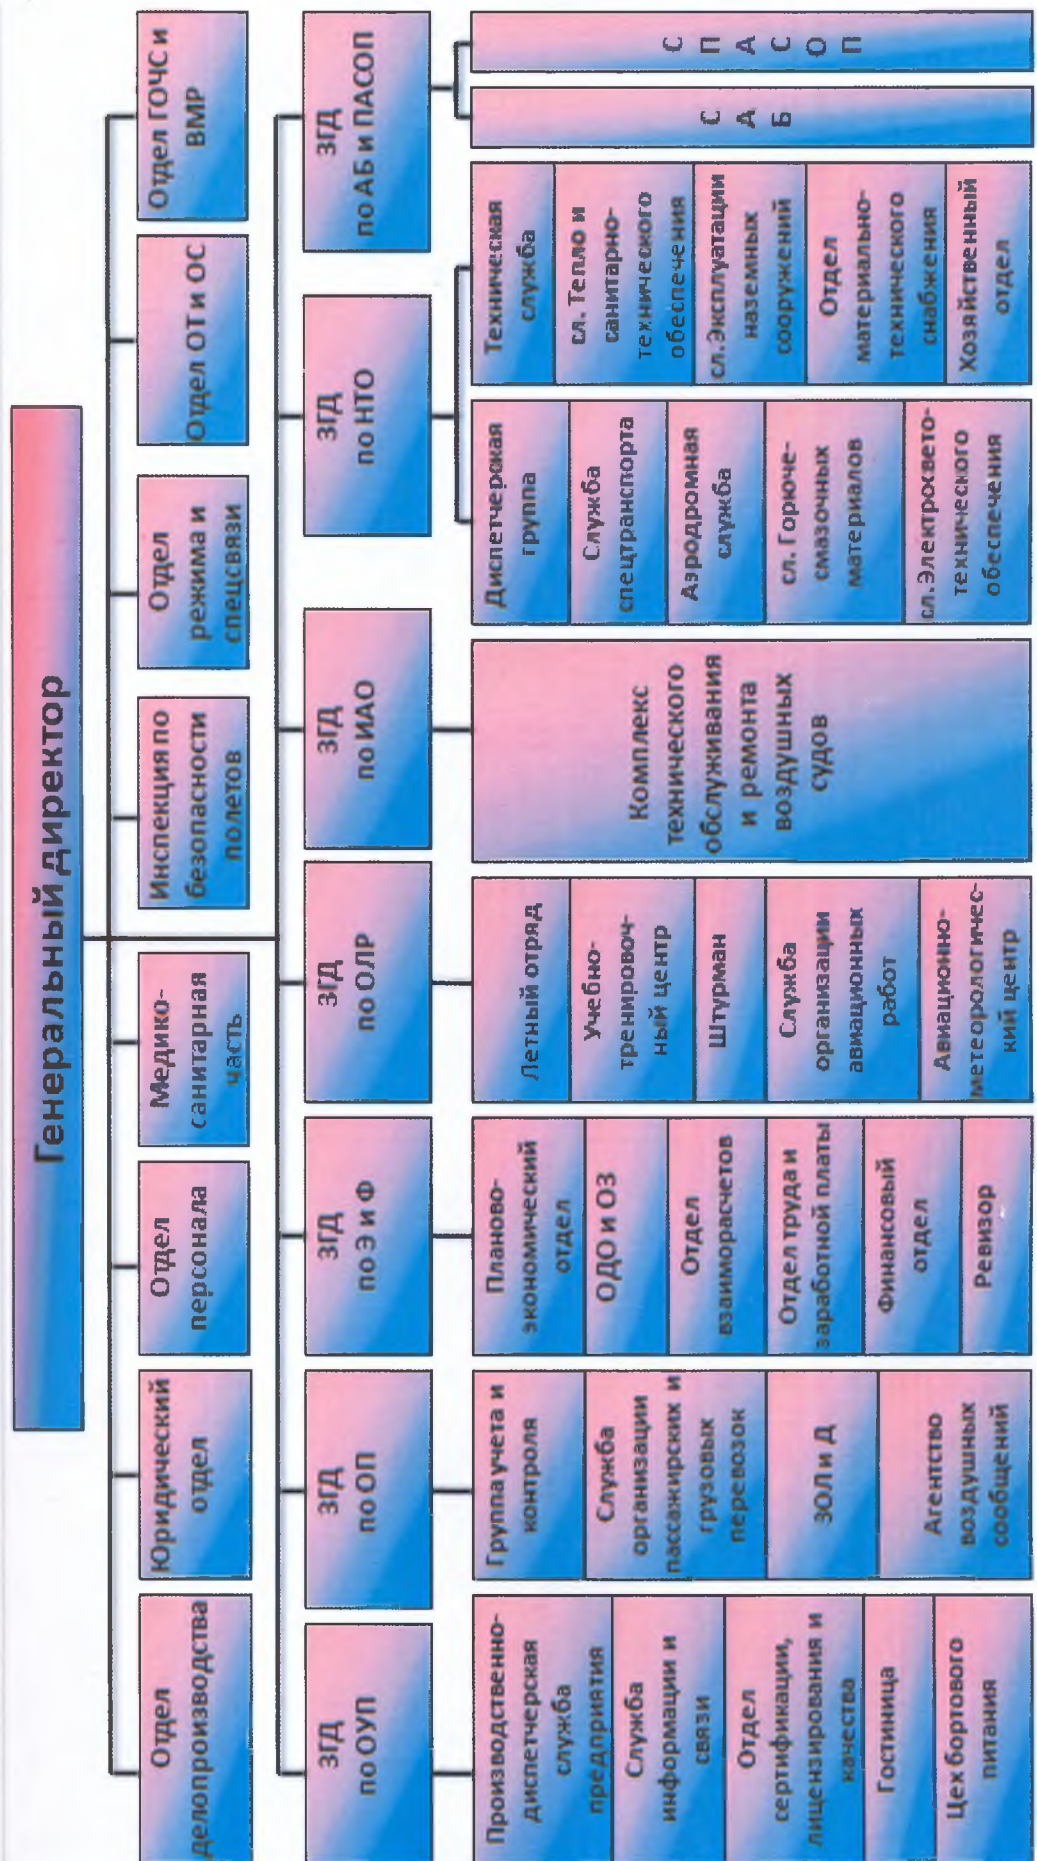 Генеральный директор
Отдел
делопроизводства
Юридический
отдел
Отдел
персонала
Медико-
санитарная
часть
Инспекция по
безопасности
полетов
Отдел
режима и
спецсвязи
Отдел ОТ и ОС
Отдел ГОЧС и
ВМР
ЗГД
по ОУП
ЗГД
по ОП
ЗГД
по Э и Ф
ЗГД
по ОЛР
ЗГД
по ИАО
ЗГД
по НТО
ЗГД
по АБ и ПАСОП
Производственно-
диспетчерская
служба
предприятия
Служба
информации и
связи
Отдел
сертификации,
лицензирования и
качества
Гостиница
Цех бортового
питания
Группа учета и
контроля
Служба
организации
пассажирских и
грузовых
перевозок
ЗОЛ и Д
Агентство
воздушных
сообщений
Планово-
экономический
отдел
ОДО и ОЗ
Отдел
взаиморасчетов
Отдел труда и
заработной платы
Финансовый
отдел
Ревизор
Летный отряд
Учебно-
тренировоч-
ный центр
Штурман
Служба
организации
авиационных
работ
Авиационно-
метеорологичес-
кий центр
Комплекс
технического
обслуживания
и ремонта
воздушных
судов
Диспетчерская
группа
Служба
спецтранспорта
Аэродромная
служба
сл. Горюче-
смазочных
материалов
сл.Электросвето-
технического
обеспечения
Техническая
служба
сл. Тепло и
санитарно-
технического
обеспечения
сл.Эксплуатации
наземных
сооружений
Отдел
материально-
технического
снабжения
Хозяйственный
отдел
С
А
Б
С
П
А
С
О
П